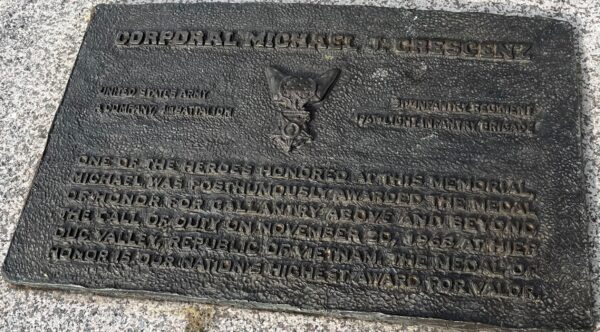 CORPORAL MICHAEL J. CRESCENZ
UNITED STATES ARMY
A COMPANY 4th BATTALION
31st INFANTRY REGIMENT
196th LIGHT INFANTRY BRIGADE
ONE OF THE HEROES HONORED AT THIS MEMORIAL,
MICHAEL WAS POSTHUMOUSLY AWARDED THE MEDAL
OF HONOR FOR GALLANTRY ABOVE AND BEYOND
THE CALL OF DUTY ON NOVEMBER 20, 1968 AT HIEP
DUC VALLEY, REPUBLIC OF VIETNAM. THE MEDAL OF
HONOR IS OUR NATION'S HIGHEST AWARD FOR VALOR.